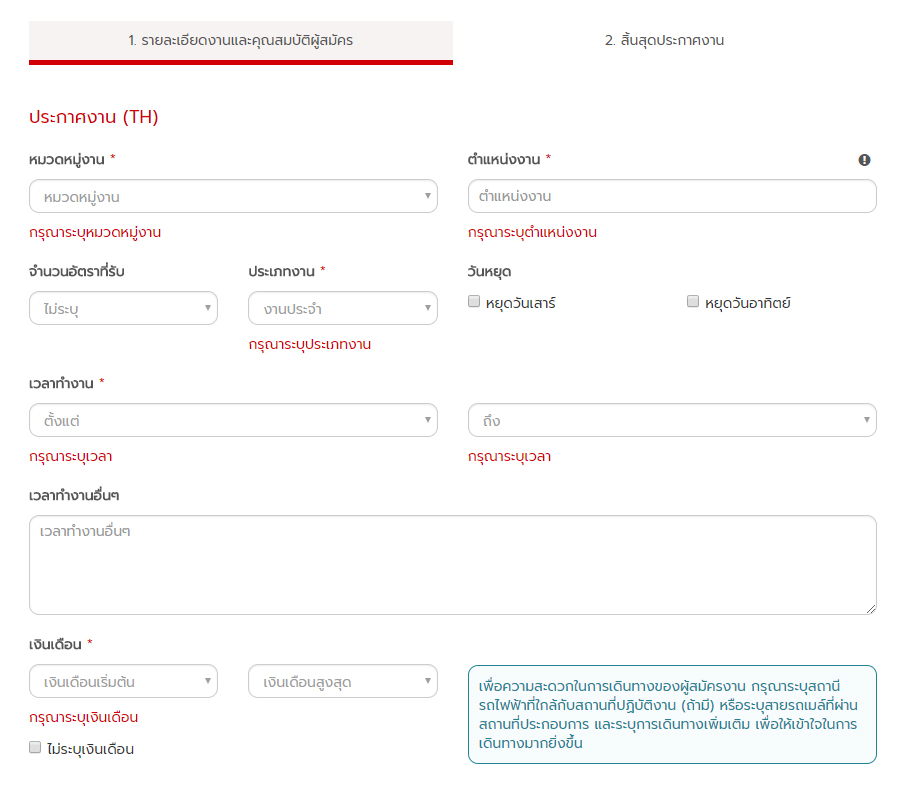 1. รายละเอียดงานและคุณสมบัติผู้สมัคร
2. สิ้นสุดประกาศงาน
ประกาศงาน (TH)
หมวดหมู่งาน *
ตำแหน่งงาน *
หมวดหมู่งาน
ตำแหน่งงาน
กรุณาระบุหมวดหมู่งาน
กรุณาระบุตำแหน่งงาน
จำนวนอัตราที่รับ
ประเภทงาน *
วันหยุด
ไม่ระบุ
งานประจำ
หยุดวันเสาร์
หยุดวันอาทิตย์
กรุณาระบุประเภทงาน
เวลาทำงาน *
ตั้งแต่
ถึง
กรุณาระบุเวลา
กรุณาระบุเวลา
เวลาทำงานอื่นๆ
เวลาทำงานอื่นๆ
เงินเดือน *
เงินเดือนเริ่มต้น
เงินเดือนสูงสุด
กรุณาระบุเงินเดือน
ไม่ระบุเงินเดือน
เพื่อความสะดวกในการเดินทางของผู้สมัครงาน กรุณาระบุสถานี
รถไฟฟ้าที่ใกล้กับสถานที่ปฏิบัติงาน (ถ้ามี) หรือระบุสายรถเมล์ที่ผ่าน
สถานที่ประกอบการ และระบุการเดินทางเพิ่มเติม เพื่อให้เข้าใจในการ
เดินทางมากยิ่งขึ้น